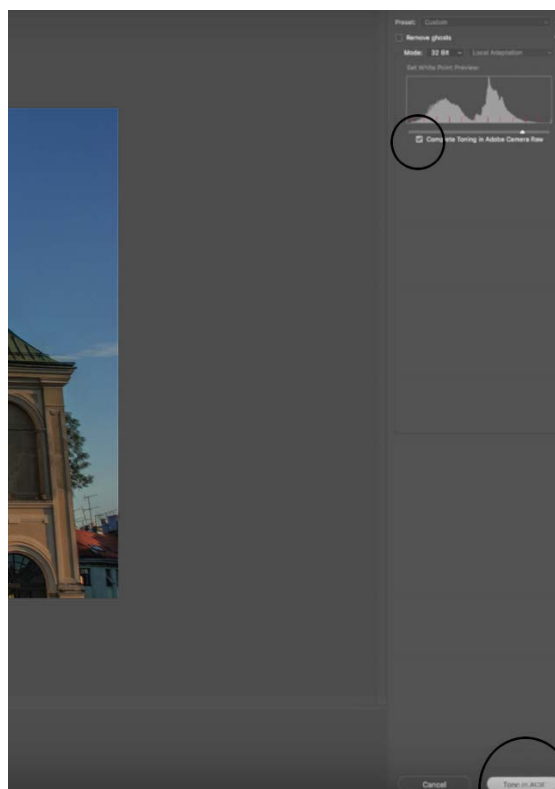 Preset: Custom
Remove ghosts
Mode: 32 Bit Local Adaptation
Set White Point Preview:
Complete Toning in Adobe Camera Raw
Cancel Tone in ACR